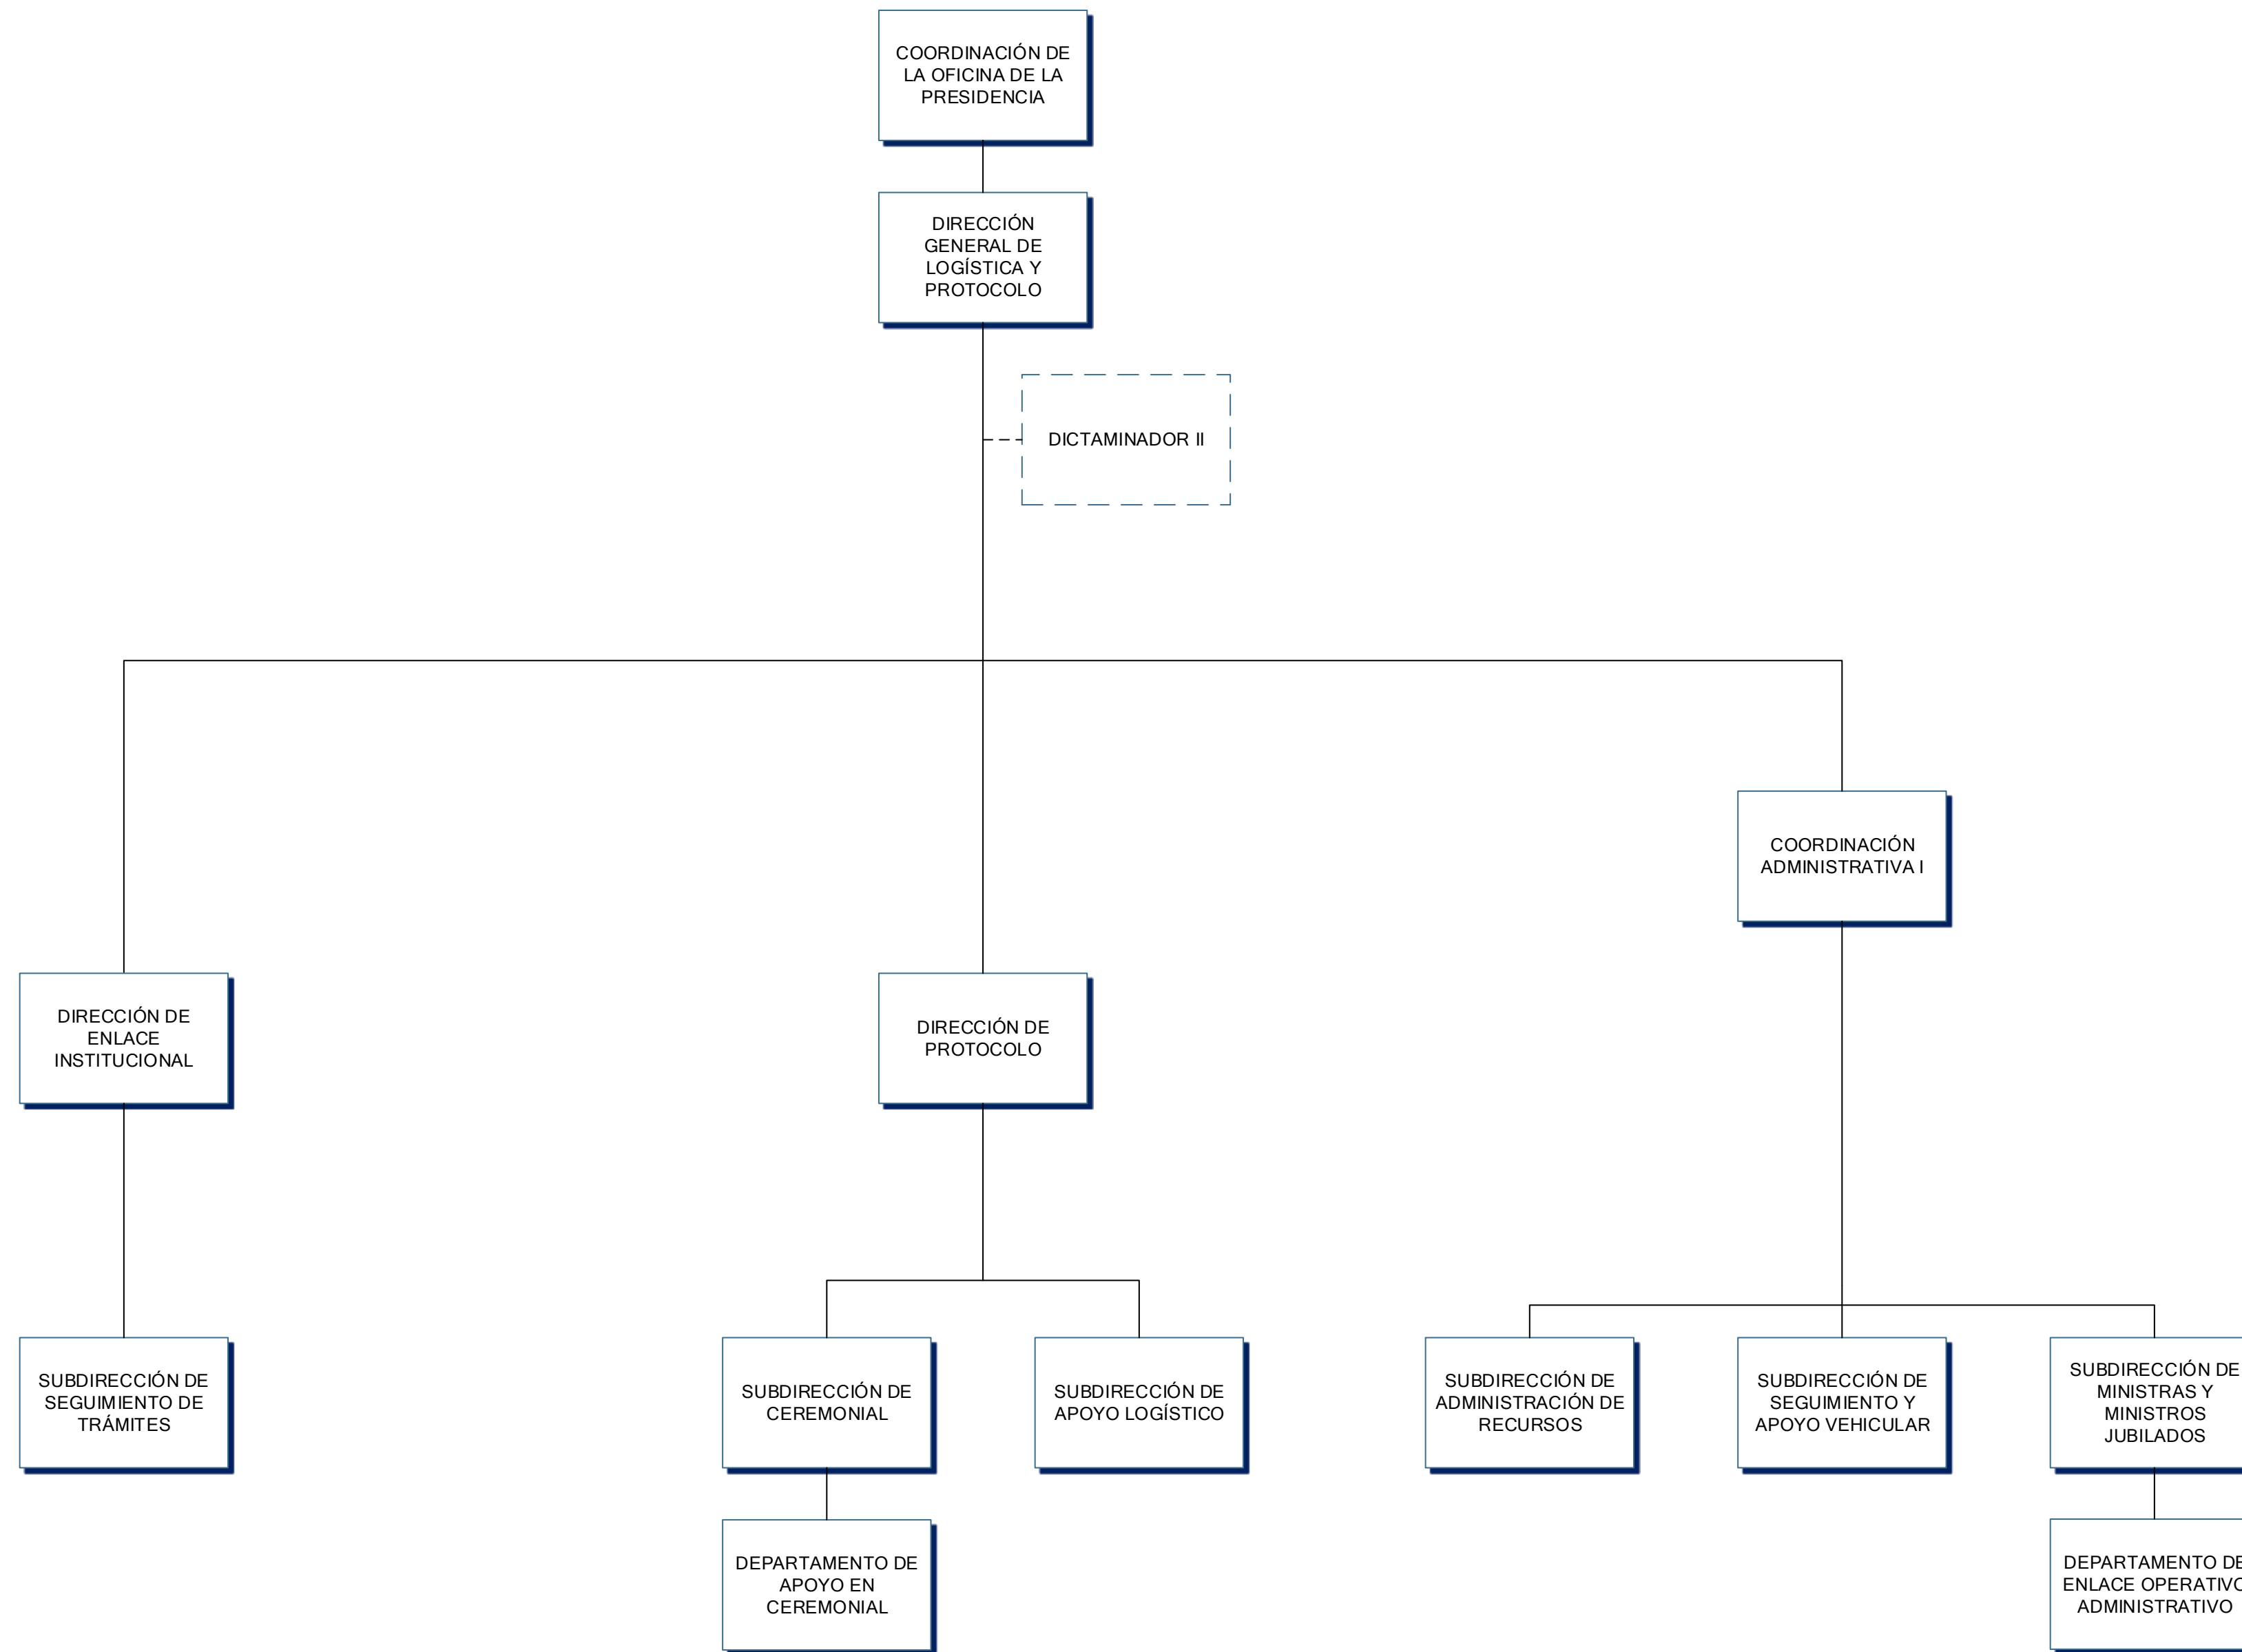 COORDINACIÓN DE
LA OFICINA DE LA
PRESIDENCIA
DIRECCIÓN
GENERAL DE
LOGÍSTICA Y
PROTOCOLO
DICTAMINADOR II
COORDINACIÓN
ADMINISTRATIVA I
DIRECCIÓN DE
ENLACE
INSTITUCIONAL
DIRECCIÓN DE
PROTOCOLO
SUBDIRECCIÓN DE
SEGUIMIENTO DE
TRÁMITES
SUBDIRECCIÓN DE
CEREMONIAL
SUBDIRECCIÓN DE
APOYO LOGÍSTICO
SUBDIRECCIÓN DE
ADMINISTRACIÓN DE
RECURSOS
SUBDIRECCIÓN DE
SEGUIMIENTO Y
APOYO VEHICULAR
SUBDIRECCIÓN DE
MINISTRAS Y
MINISTROS
JUBILADOS
DEPARTAMENTO DE
APOYO EN
CEREMONIAL
DEPARTAMENTO DE
ENLACE OPERATIVO
ADMINISTRATIVO